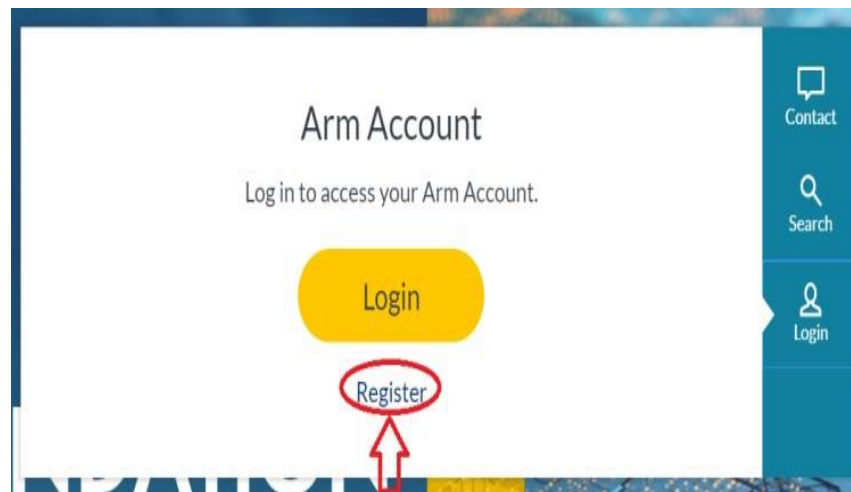 Arm Account
Log in to access your Arm Account.
Login
Register
Contact
Search
Login